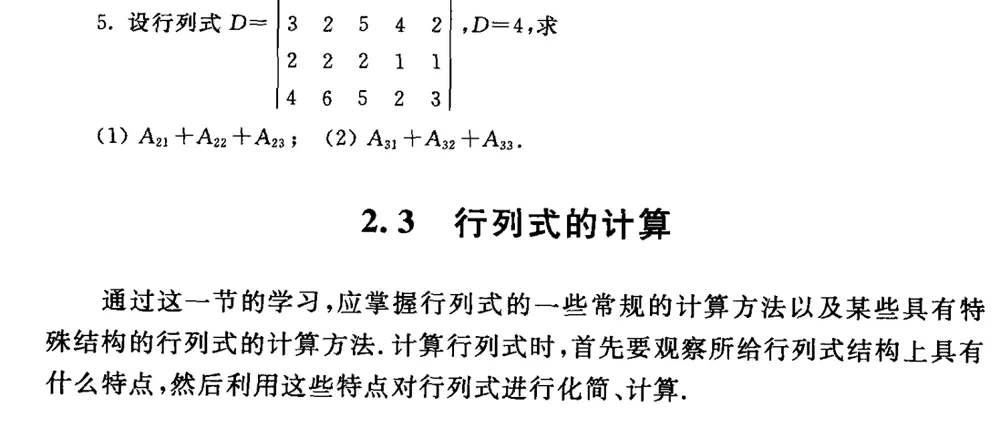 5. 设行列式 D= | 3 2 5 4 2 | ,D=4,求
| 2 2 2 1 1 |
| 4 6 5 2 3 |
(1) A₂₁+A₂₂+A₂₃; (2) A₃₁+A₃₂+A₃₃.
2.3 行列式的计算
通过这一节的学习,应掌握行列式的一些常规的计算方法以及某些具有特
殊结构的行列式的计算方法.计算行列式时,首先要观察所给行列式结构上具有
什么特点,然后利用这些特点对行列式进行化简、计算.